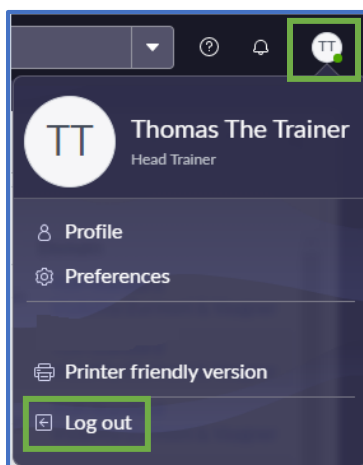 TT
TT
Thomas The Trainer
Head Trainer
Profile
Preferences
Printer friendly version
Log out